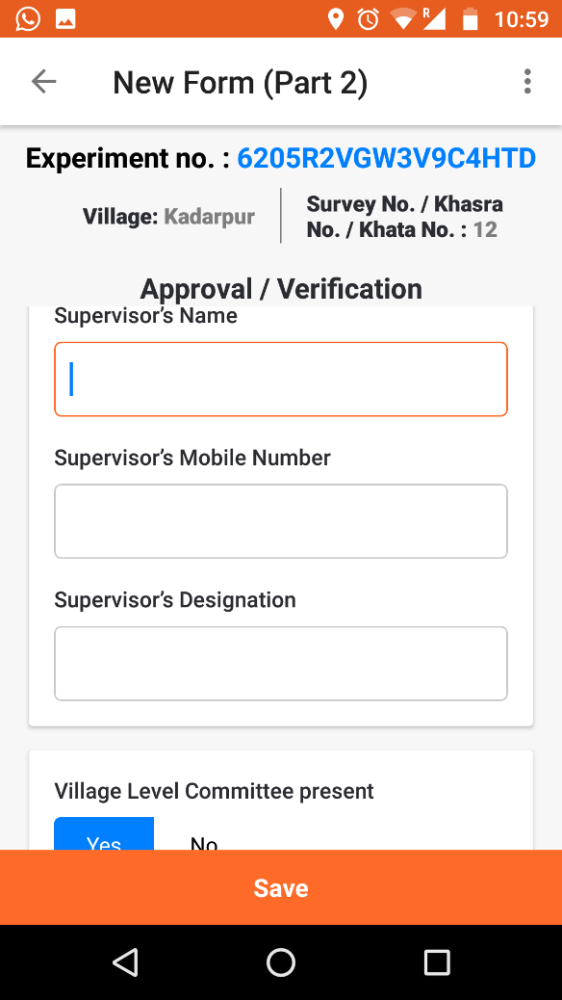 R
10:59
New Form (Part 2)
Experiment no. : 6205R2VGW3V9C4HTD
Village: Kadarpur
Survey No. / Khasra
No. / Khata No. : 12
Approval / Verification
Supervisor’s Name
Supervisor’s Mobile Number
Supervisor’s Designation
Village Level Committee present
Yes No
Save